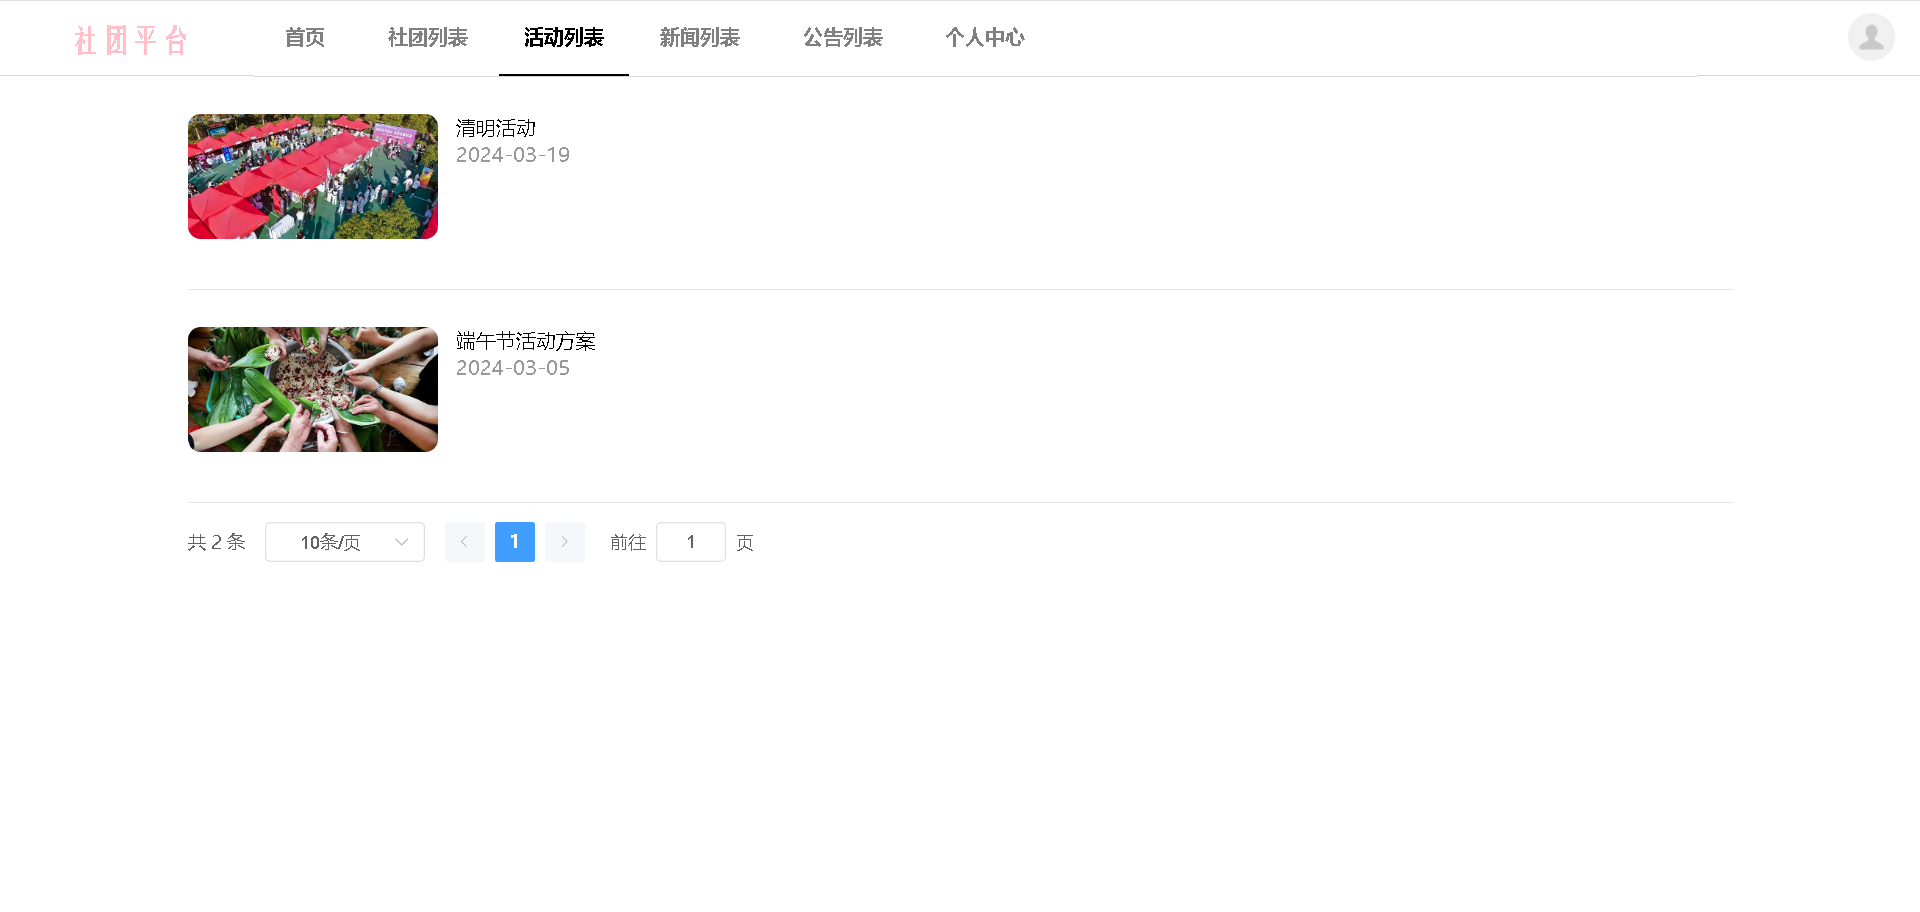 社团平台
首页 社团列表 活动列表 新闻列表 公告列表 个人中心
清明活动
2024-03-19
端午节活动方案
2024-03-05
共 2 条 10条/页 1 前往 1 页